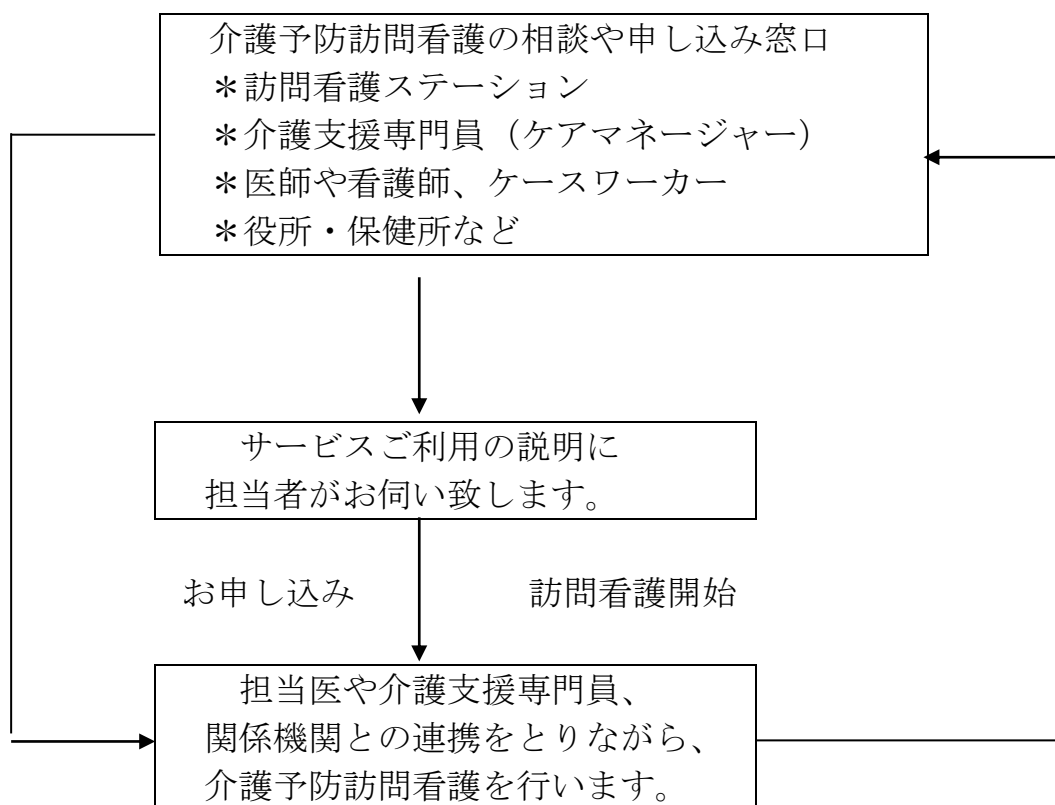 介護予防訪問看護の相談や申し込み窓口
＊訪問看護ステーション
＊介護支援専門員（ケアマネージャー）
＊医師や看護師、ケースワーカー
＊役所・保健所など
サービスご利用の説明に
担当者がお伺い致します。
お申し込み
訪問看護開始
担当医や介護支援専門員、
関係機関との連携をとりながら、
介護予防訪問看護を行います。